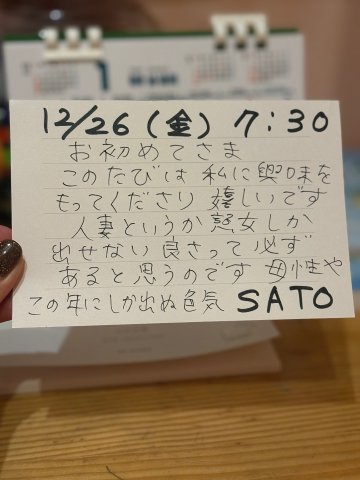 12/26(金) 7:30
お初めてさま
このたびは 私に興味を
もってくださり 嬉しいです
人妻というか 熟女しか
出せない 良さって 必ず
あると思うのです 母性や
この年にしか出ぬ色気 SATO